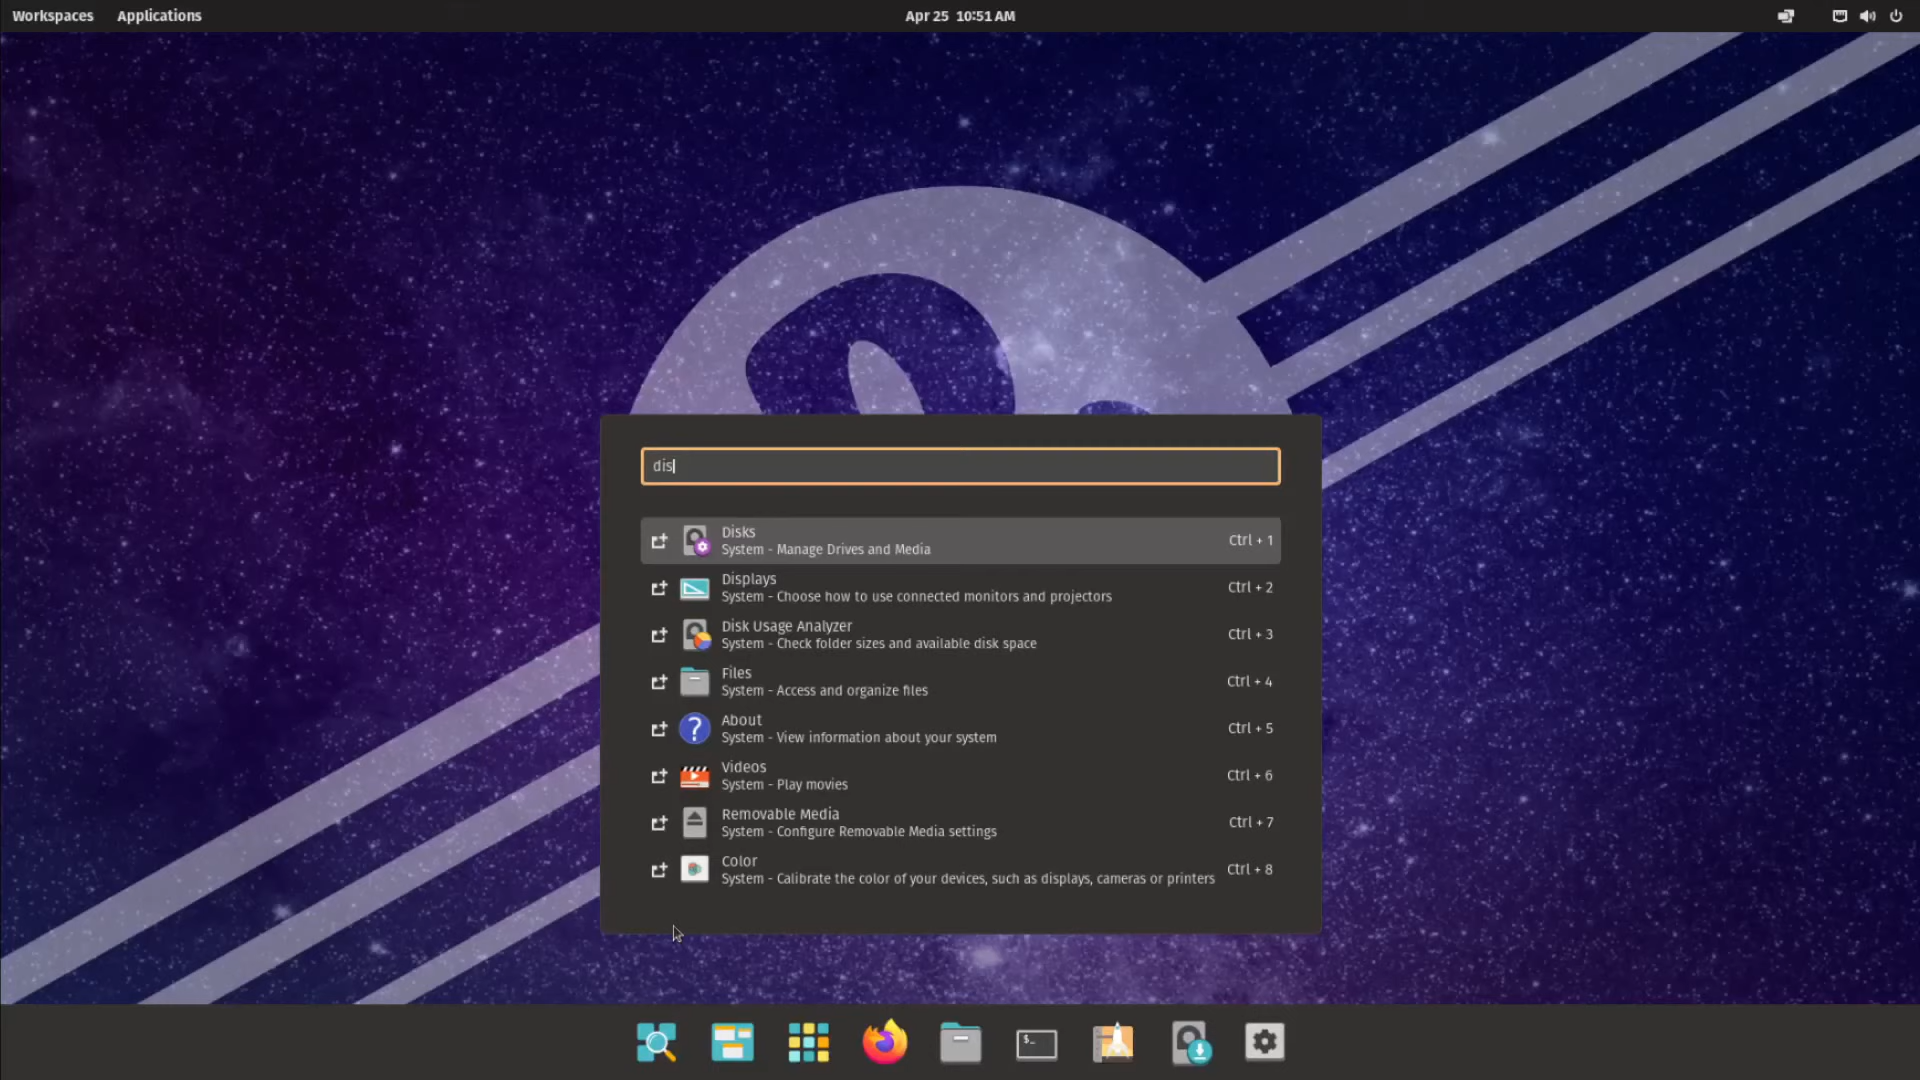 Workspaces Applications Apr 25 10:51 AM
dis
Disks
System - Manage Drives and Media Ctrl + 1
Displays
System - Choose how to use connected monitors and projectors Ctrl + 2
Disk Usage Analyzer
System - Check folder sizes and available disk space Ctrl + 3
Files
System - Access and organize files Ctrl + 4
About
System - View information about your system Ctrl + 5
Videos
System - Play movies Ctrl + 6
Removable Media
System - Configure Removable Media settings Ctrl + 7
Color
System - Calibrate the color of your devices, such as displays, cameras or printers Ctrl + 8
$_